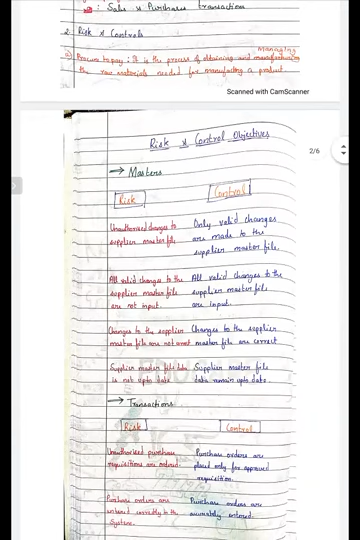 : Sales & Purchase transaction
2. Risk & Controls
Managing
a) Procure to pay : It is the process of obtaining and manufacturing
the raw materials needed for manufacting a product.
Scanned with CamScanner
2/6
Risk & Control Objectives
→ Masters
Risk Control
Unauthorised changes to Only valid changes
supplier master file are made to the
supplier master file.
All valid changes to the All valid changes to the
supplier master file supplier master file
are not input. are input.
Changes to the supplier Changes to the supplier
master file are not correct master file are correct
Supplier master file data Supplier master file
is not upto date data remain upto date.
→ Transactions
Risk Control
Unauthorised purchase Purchase orders are
requisitions are ordered. placed only for approved
requisition.
Purchase orders are Purchase orders are
entered correctly to the accurately entered.
System.